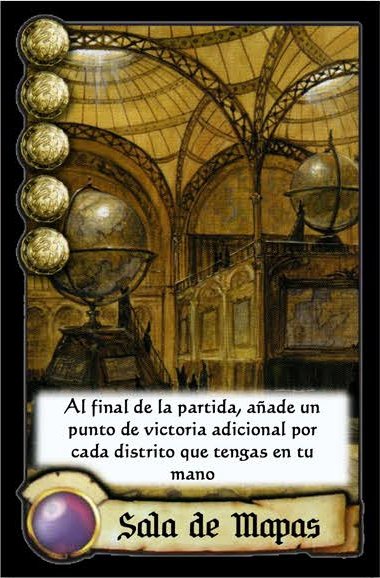 Al final de la partida, añade un
punto de victoria adicional por
cada distrito que tengas en tu
mano
Sala de Mapas